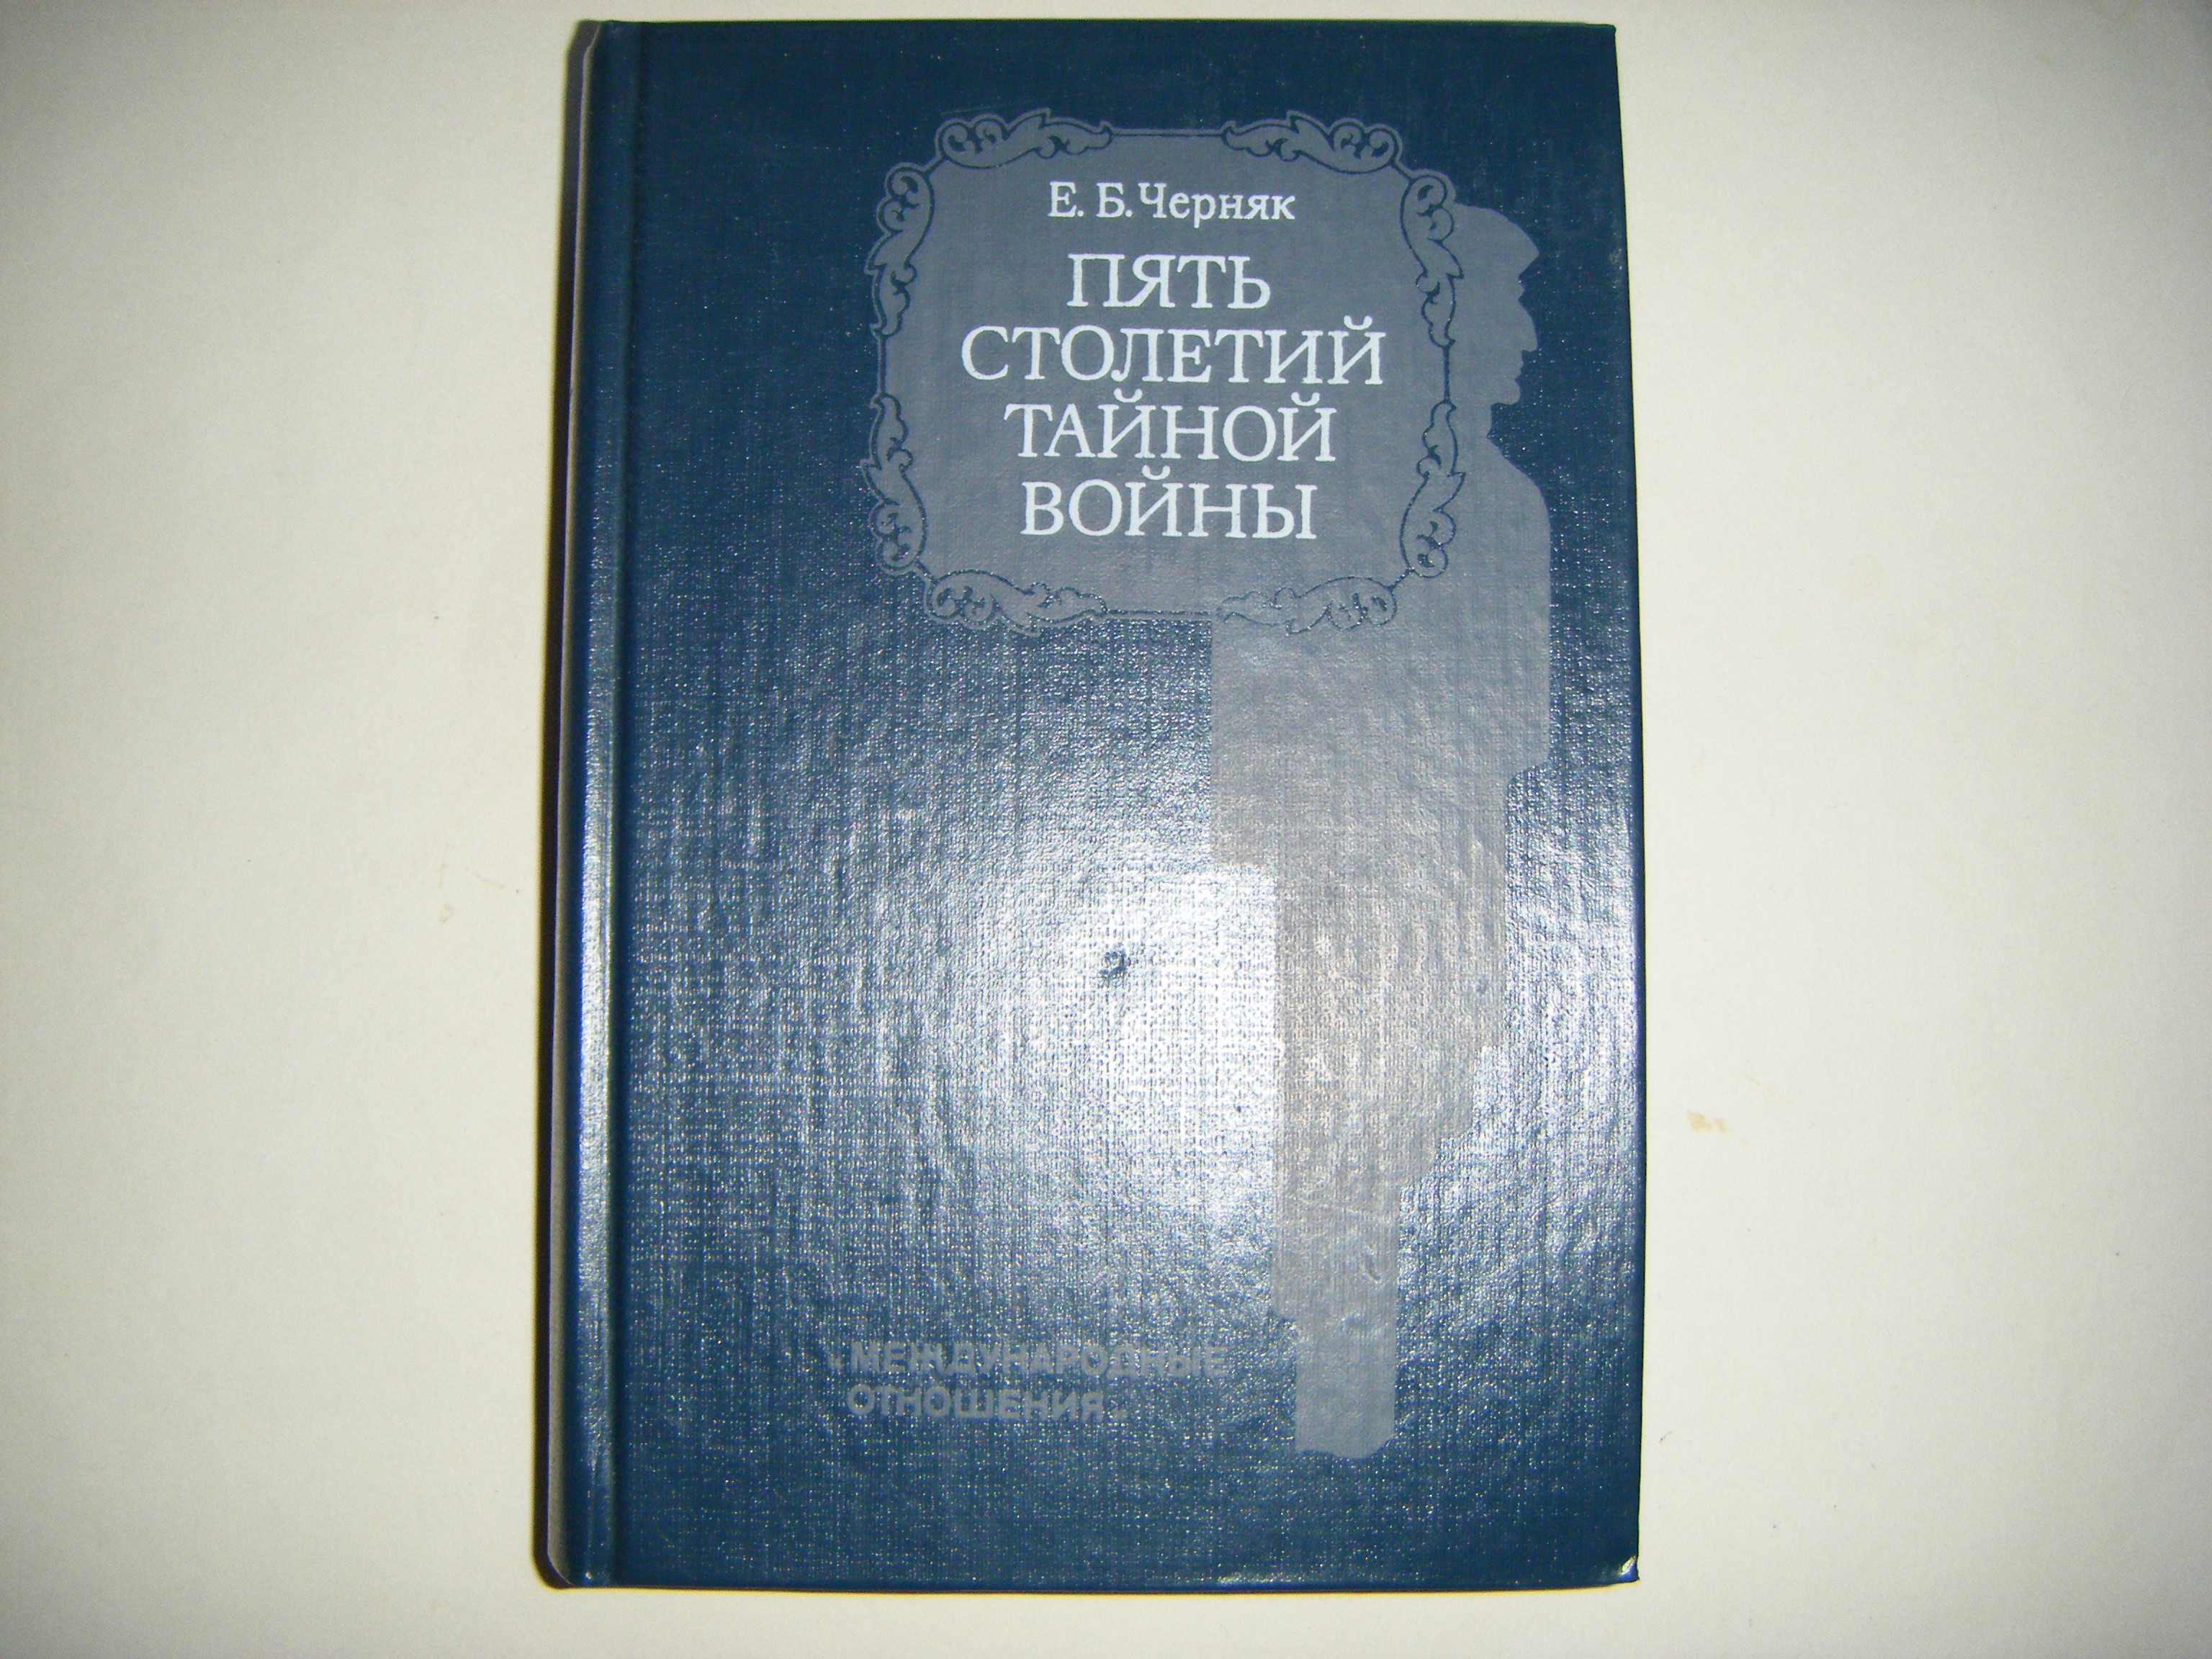 Е. Б. Черняк
ПЯТЬ
СТОЛЕТИЙ
ТАЙНОЙ
ВОЙНЫ
«МЕЖДУНАРОДНЫЕ
ОТНОШЕНИЯ»